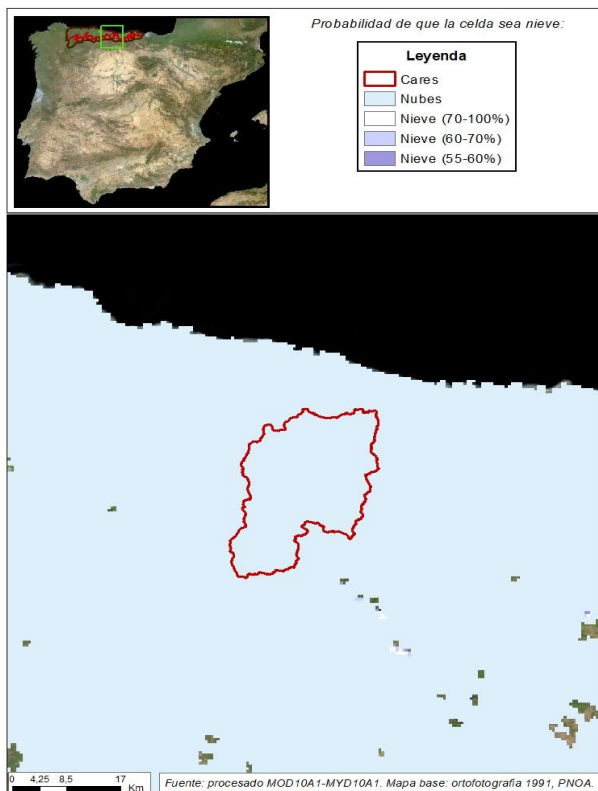 Probabilidad de que la celda sea nieve:
Leyenda
Cares
Nubes
Nieve (70-100%)
Nieve (60-70%)
Nieve (55-60%)
0 4,25 8,5 17
Km
Fuente: procesado MOD10A1-MYD10A1. Mapa base: ortofotografia 1991, PNOA.